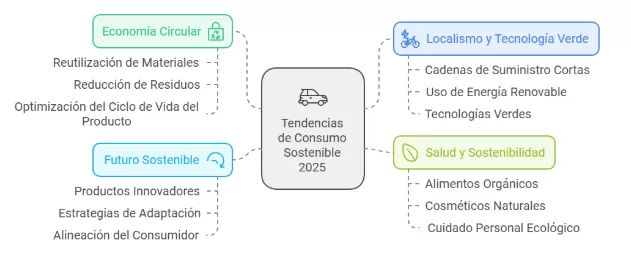 Economía Circular
Reutilización de Materiales
Reducción de Residuos
Optimización del Ciclo de Vida del
Producto
Futuro Sostenible
Productos Innovadores
Estrategias de Adaptación
Alineación del Consumidor
Tendencias
de Consumo
Sostenible
2025
Localismo y Tecnología Verde
Cadenas de Suministro Cortas
Uso de Energía Renovable
Tecnologías Verdes
Salud y Sostenibilidad
Alimentos Orgánicos
Cosméticos Naturales
Cuidado Personal Ecológico